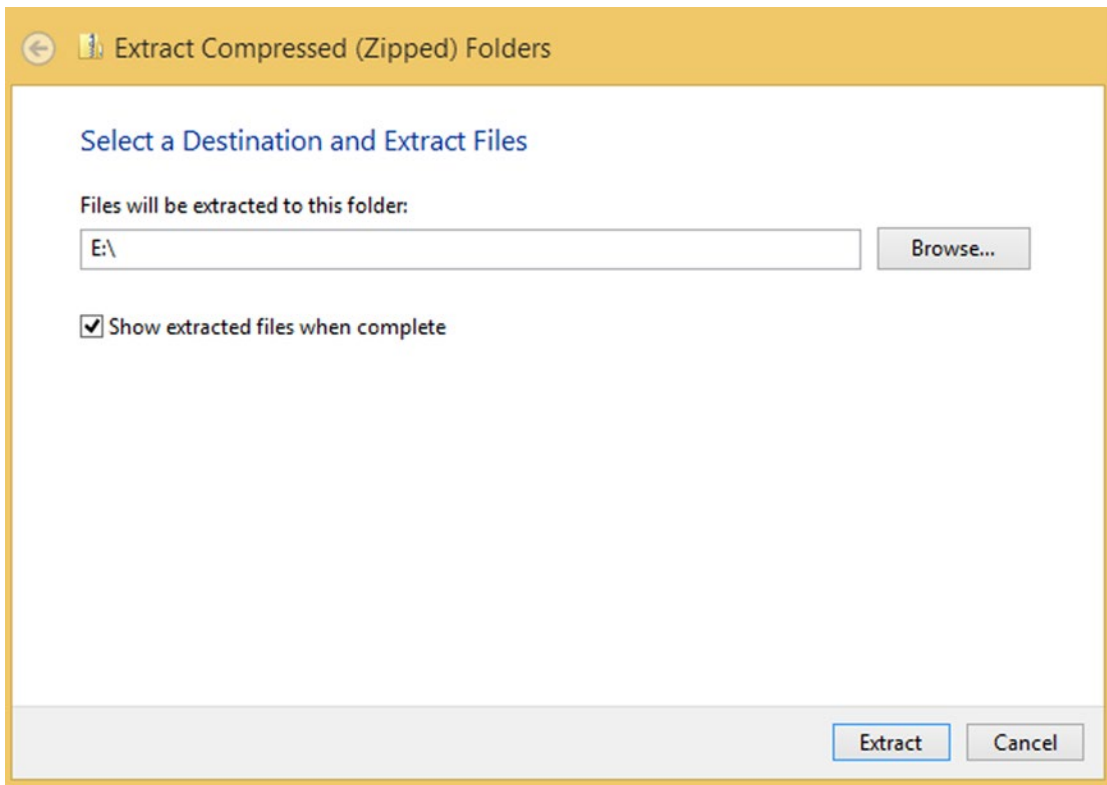 Extract Compressed (Zipped) Folders
Select a Destination and Extract Files
Files will be extracted to this folder:
E:\
Browse...
Show extracted files when complete
Extract
Cancel